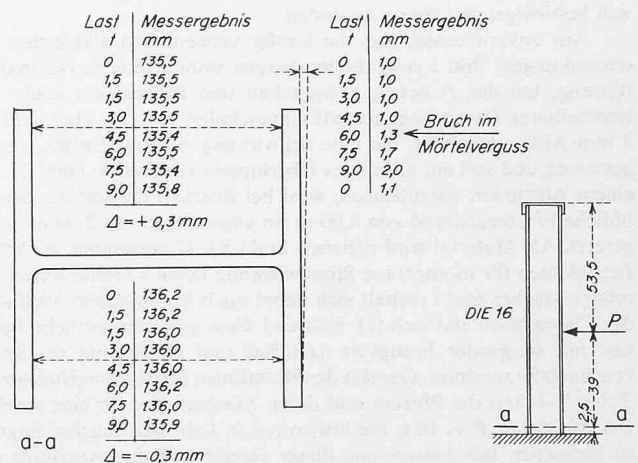 Last Messergebnis
t mm
0 135,5
1,5 135,5
1,5 135,5
3,0 135,5
4,5 135,4
6,0 135,5
7,5 135,4
9,0 135,8
Δ = + 0,3 mm
Last Messergebnis
t mm
0 1,0
1,5 1,0
3,0 1,0
4,5 1,0
6,0 1,3
7,5 1,7
9,0 2,0
0 1,1
Bruch im
Mörtelverguss
136,2
1,5 136,2
1,5 136,0
3,0 136,0
4,5 136,0
6,0 136,2
7,5 136,0
9,0 135,9
Δ = – 0,3 mm
a-a
DIE 16
53,5
P
39
2,5
a a